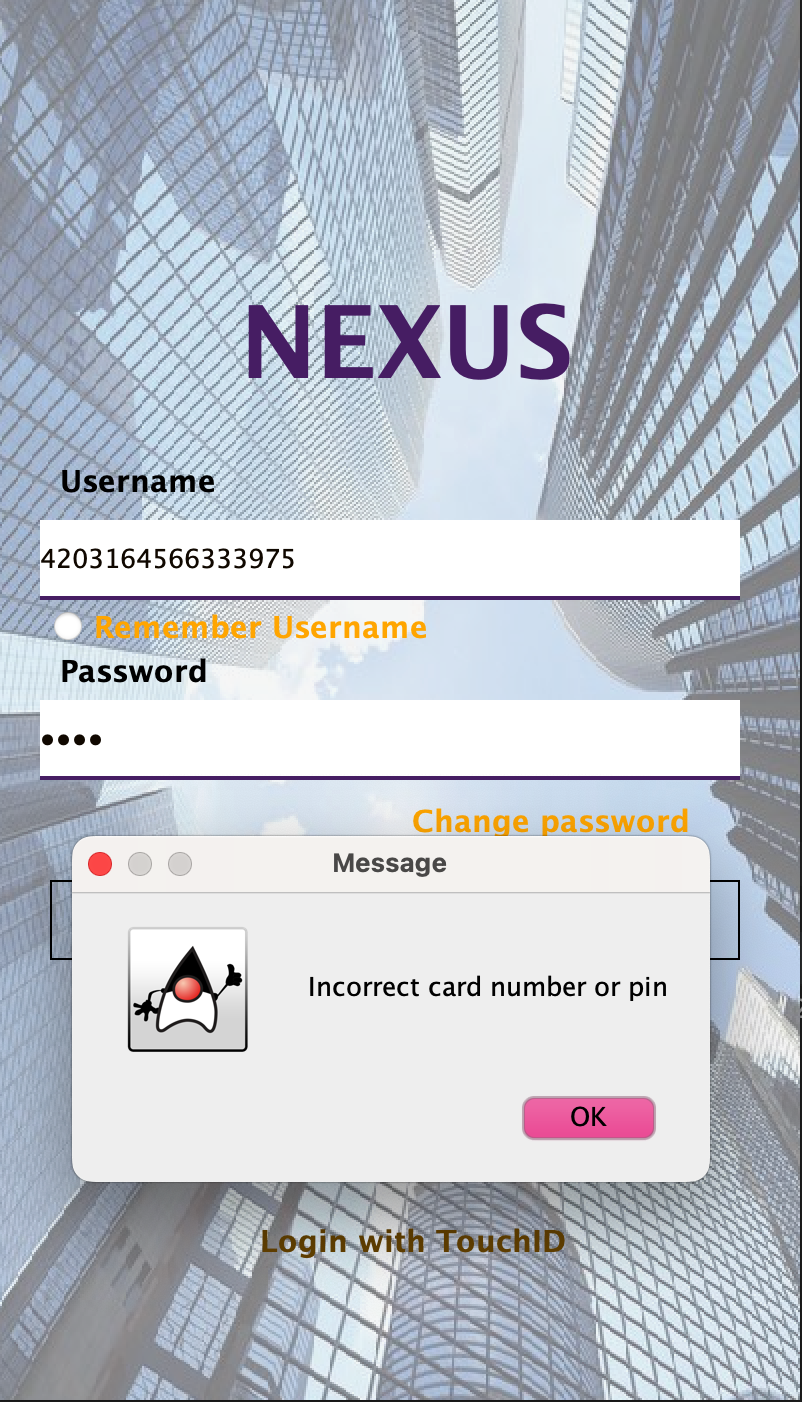 NEXUS
Username
4203164566333975
Remember Username
Password
••••
Change password
Message
Incorrect card number or pin
OK
Login with TouchID